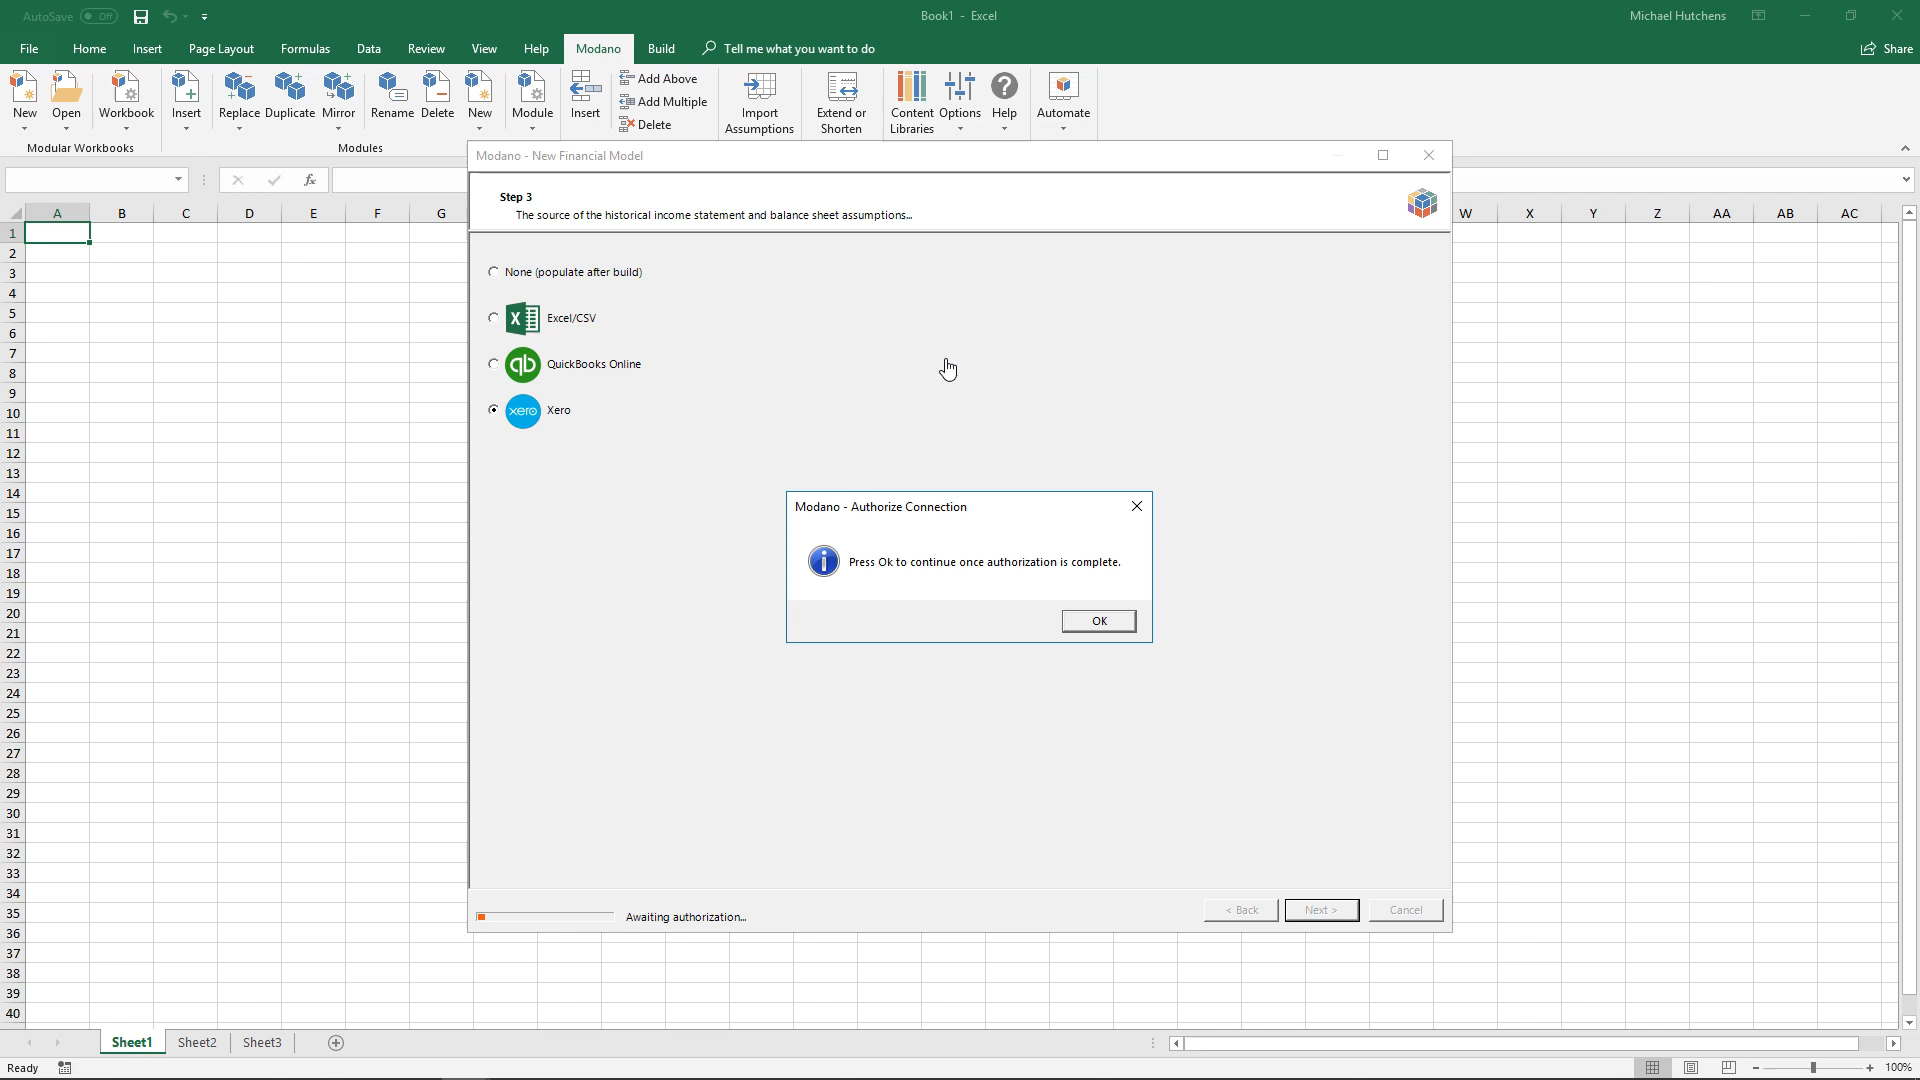 AutoSave Off
Book1 - Excel
Michael Hutchens
File Home Insert Page Layout Formulas Data Review View Help Modano Build Tell me what you want to do Share
New Open Workbook Insert Replace Duplicate Mirror Rename Delete New Module Insert
Add Above
Add Multiple
Delete
Import Assumptions
Extend or Shorten
Content Libraries
Options Help Automate
Modular Workbooks Modules
Modano - New Financial Model
fx
Step 3
The source of the historical income statement and balance sheet assumptions...
A B C D E F G W X Y Z AA AB AC
1
2
3
4
5
6
7
8
9
10
11
12
13
14
15
16
17
18
19
20
21
22
23
24
25
26
27
28
29
30
31
32
33
34
35
36
37
38
39
40
None (populate after build)
X Excel/CSV
qb QuickBooks Online
xero Xero
Modano - Authorize Connection
i Press Ok to continue once authorization is complete.
OK
Awaiting authorization...
< Back Next > Cancel
Sheet1 Sheet2 Sheet3
Ready
100%